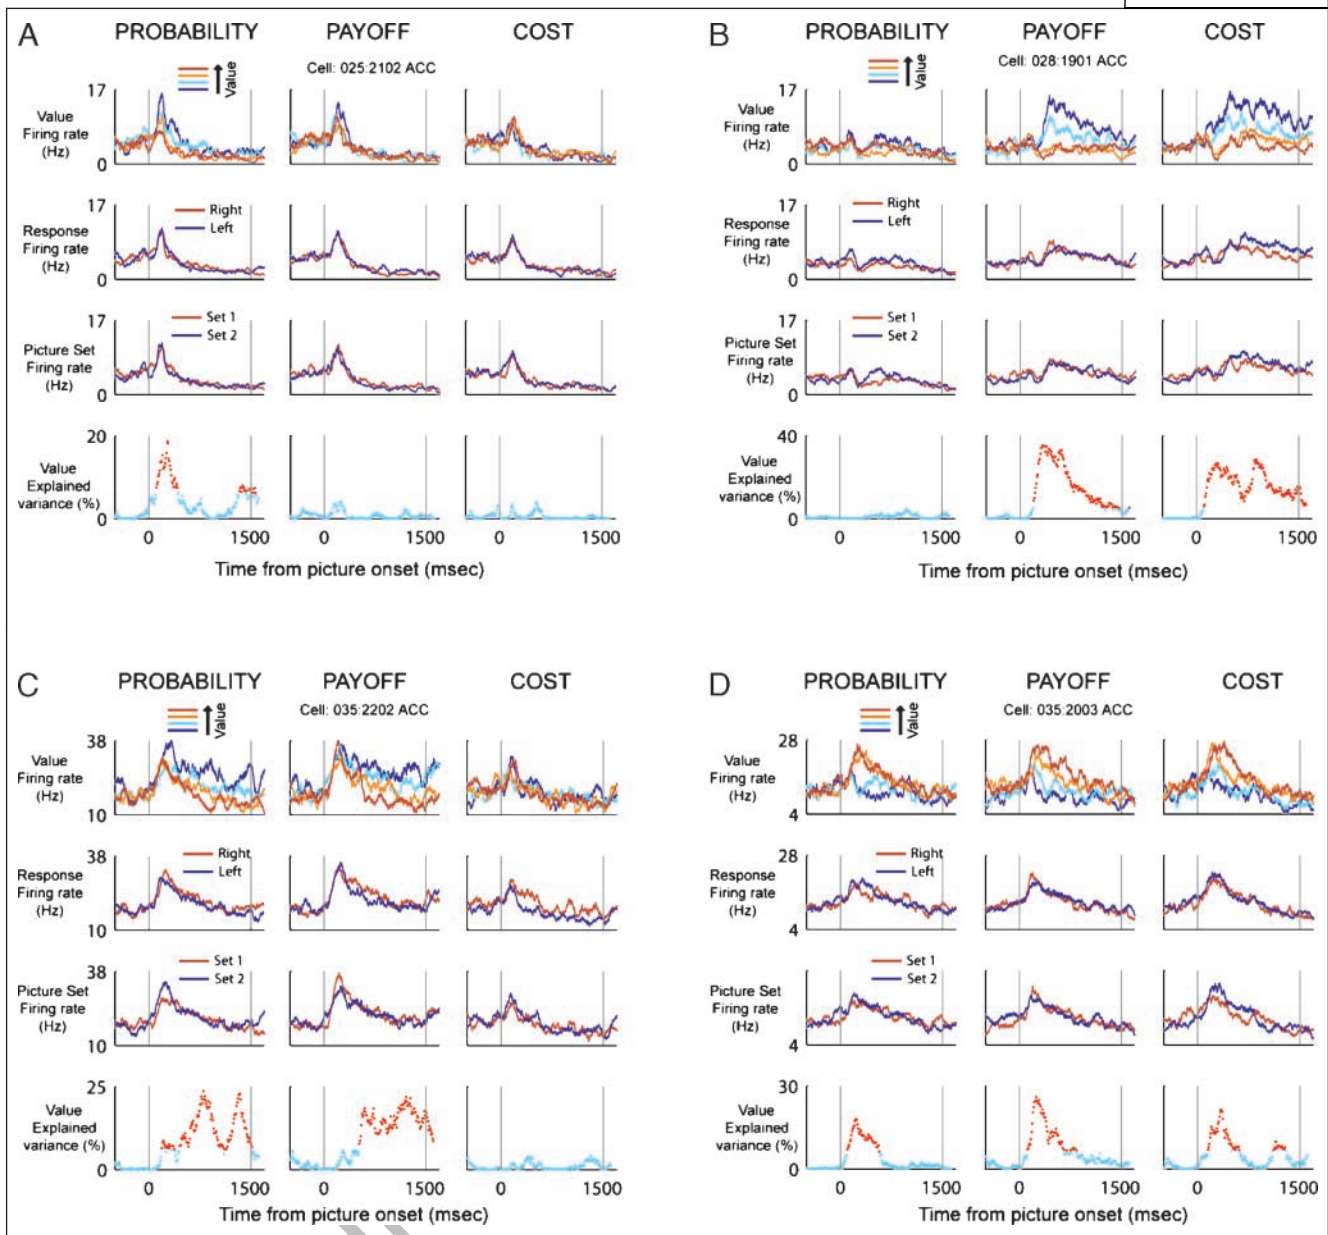 A PROBABILITY PAYOFF COST
Value
Cell: 025:2102 ACC
Value
Firing rate
(Hz)
17
0
Response
Firing rate
(Hz)
17
0
Right
Left
Picture Set
Firing rate
(Hz)
17
0
Set 1
Set 2
Value
Explained
variance (%)
20
0
0 1500 0 1500 0 1500
Time from picture onset (msec)
B PROBABILITY PAYOFF COST
Value
Cell: 028:1901 ACC
Value
Firing rate
(Hz)
17
0
Response
Firing rate
(Hz)
17
0
Right
Left
Picture Set
Firing rate
(Hz)
17
0
Set 1
Set 2
Value
Explained
variance (%)
40
0
0 1500 0 1500 0 1500
Time from picture onset (msec)
C PROBABILITY PAYOFF COST
Value
Cell: 035:2202 ACC
Value
Firing rate
(Hz)
38
10
Response
Firing rate
(Hz)
38
10
Right
Left
Picture Set
Firing rate
(Hz)
38
10
Set 1
Set 2
Value
Explained
variance (%)
25
0
0 1500 0 1500 0 1500
Time from picture onset (msec)
D PROBABILITY PAYOFF COST
Value
Cell: 035:2003 ACC
Value
Firing rate
(Hz)
28
4
Response
Firing rate
(Hz)
28
4
Right
Left
Picture Set
Firing rate
(Hz)
4
Set 1
Set 2
Value
Explained
variance (%)
30
0
0 1500 0 1500 0 1500
Time from picture onset (msec)